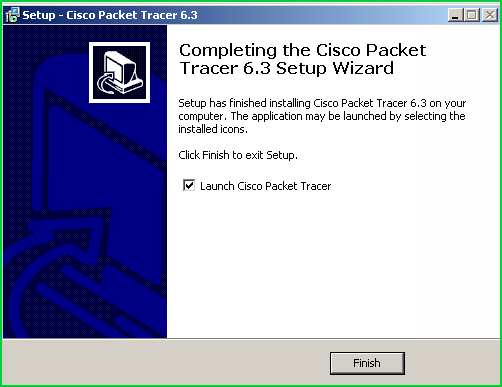 Setup - Cisco Packet Tracer 6.3
Completing the Cisco Packet
Tracer 6.3 Setup Wizard
Setup has finished installing Cisco Packet Tracer 6.3 on your
computer. The application may be launched by selecting the
installed icons.
Click Finish to exit Setup.
Launch Cisco Packet Tracer
Finish